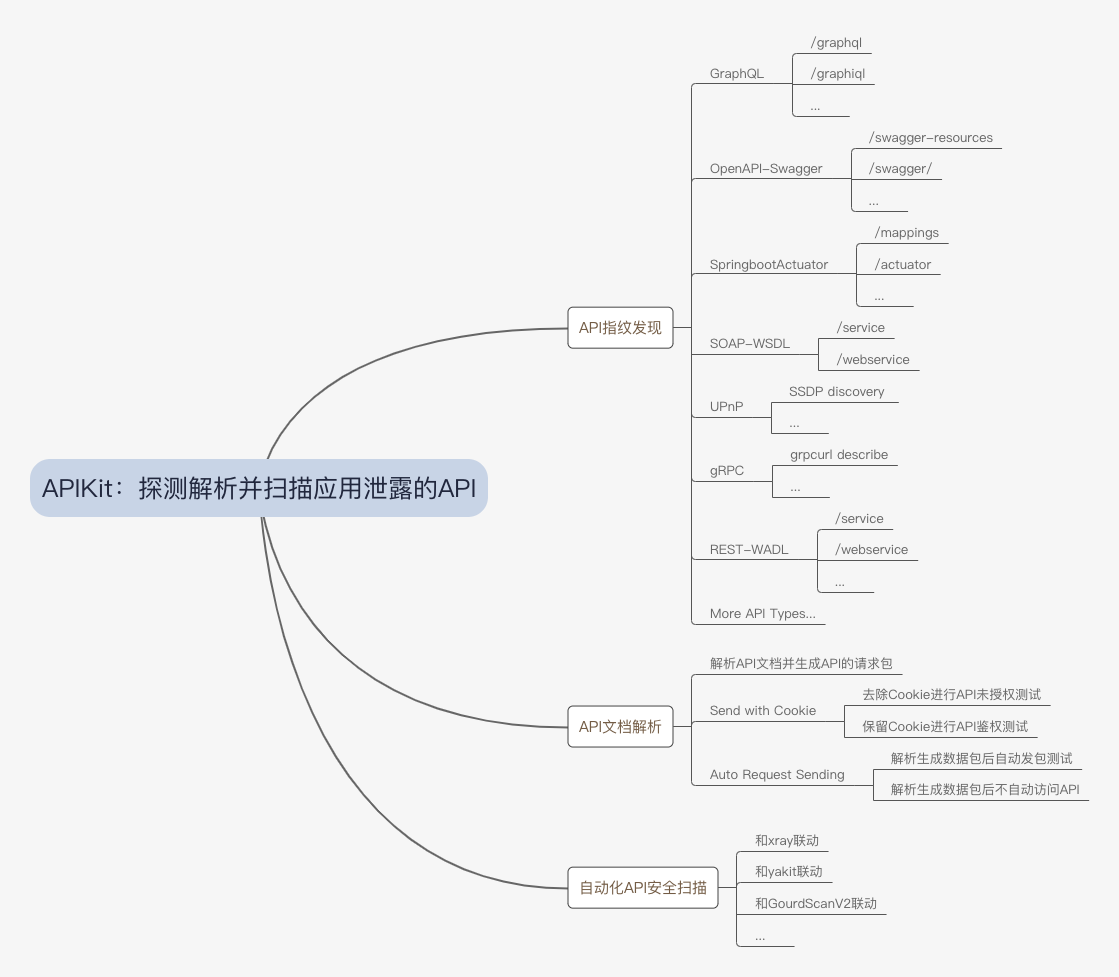 APIKit：探测解析并扫描应用泄露的API
API指纹发现
GraphQL
/graphql
/graphiql
...
OpenAPI-Swagger
/swagger-resources
/swagger/
...
SpringbootActuator
/mappings
/actuator
...
SOAP-WSDL
/service
/webservice
UPnP
SSDP discovery
...
gRPC
grpcurl describe
...
REST-WADL
/service
/webservice
...
More API Types...
API文档解析
解析API文档并生成API的请求包
Send with Cookie
去除Cookie进行API未授权测试
保留Cookie进行API鉴权测试
Auto Request Sending
解析生成数据包后自动发包测试
解析生成数据包后不自动访问API
自动化API安全扫描
和xray联动
和yakit联动
和GourdScanV2联动
...